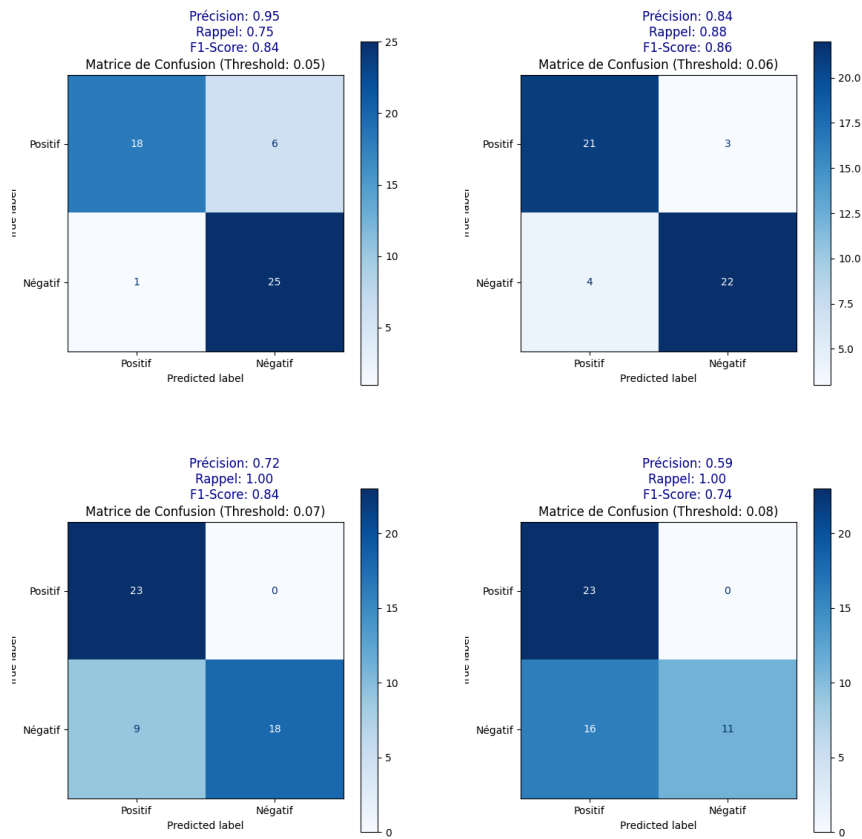 Précision: 0.95
Rappel: 0.75
F1-Score: 0.84
Matrice de Confusion (Threshold: 0.05)
25
20
15
10
5
Positif
Négatif
18
6
1
25
Positif
Négatif
Predicted label
Précision: 0.84
Rappel: 0.88
F1-Score: 0.86
Matrice de Confusion (Threshold: 0.06)
20.0
17.5
15.0
12.5
10.0
7.5
5.0
Positif
Négatif
21
3
4
22
Positif
Négatif
Predicted label
Précision: 0.72
Rappel: 1.00
F1-Score: 0.84
Matrice de Confusion (Threshold: 0.07)
20
15
10
5
0
Positif
Négatif
23
0
9
18
Positif
Négatif
Predicted label
Précision: 0.59
Rappel: 1.00
F1-Score: 0.74
Matrice de Confusion (Threshold: 0.08)
20
15
10
5
0
Positif
Négatif
23
0
16
11
Positif
Négatif
Predicted label